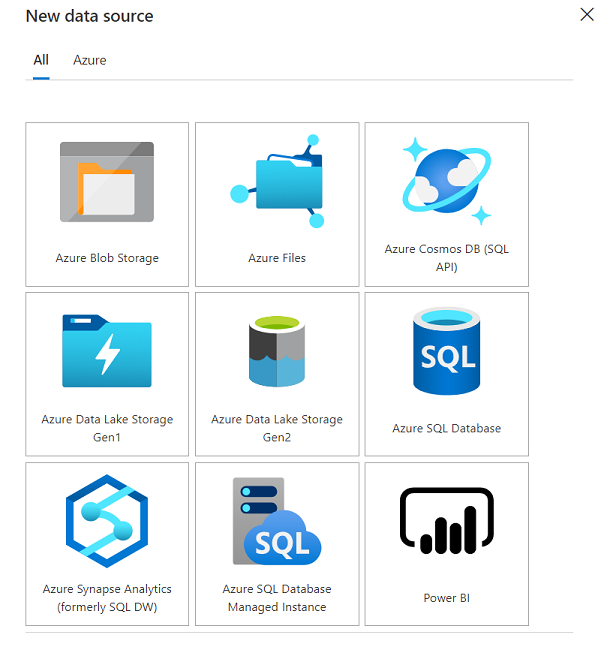 New data source
All
Azure
Azure Blob Storage
Azure Files
Azure Cosmos DB (SQL
API)
Azure Data Lake Storage
Gen1
Azure Data Lake Storage
Gen2
SQL
Azure SQL Database
Azure Synapse Analytics
(formerly SQL DW)
SQL
Azure SQL Database
Managed Instance
Power BI